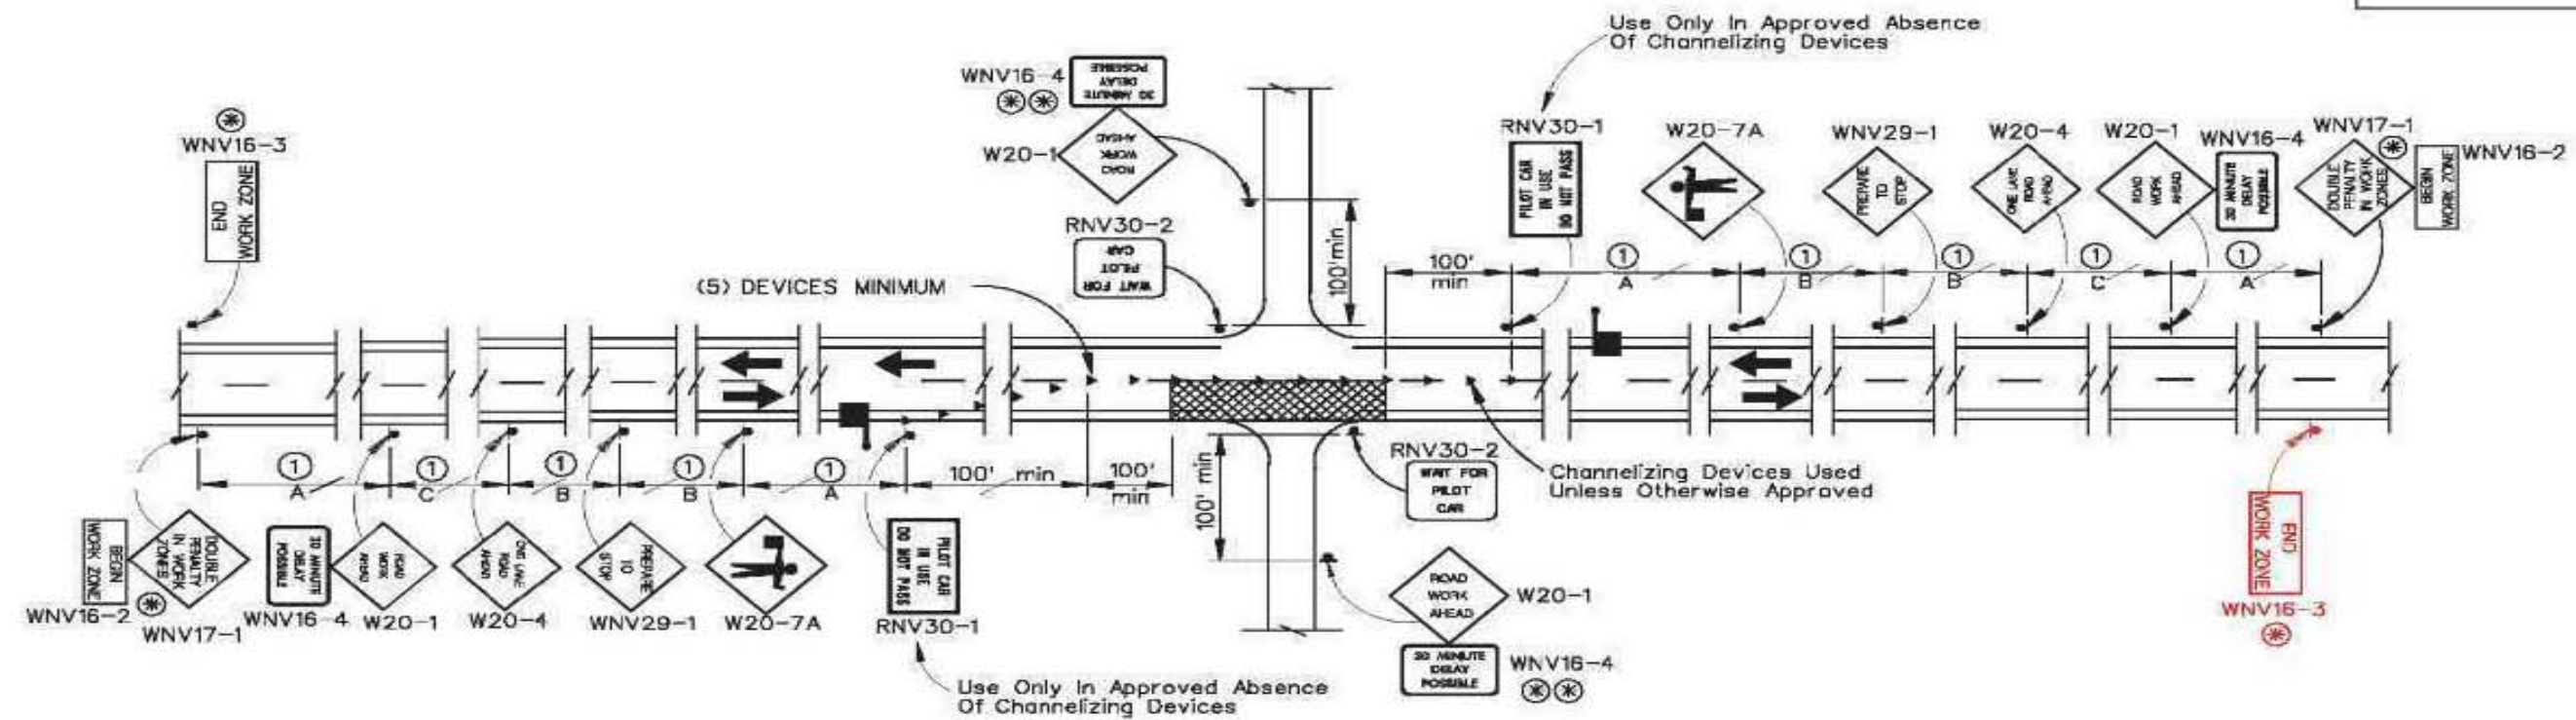 Use Only In Approved Absence
Of Channelizing Devices
WNV16-4
30 MINUTE
DELAY
POSSIBLE
W20-1
ROAD
WORK
AHEAD
RNV30-2
WAIT FOR
PILOT
CAR
100' min
WNV16-3
END
WORK ZONE
(5) DEVICES MINIMUM
RNV30-1
PILOT CAR
IN USE
DO NOT PASS
W20-7A
WNV29-1
PREPARE
TO
STOP
W20-4
ONE LANE
ROAD
AHEAD
W20-1
ROAD
WORK
AHEAD
WNV16-4
30 MINUTE
DELAY
POSSIBLE
WNV17-1
DOUBLE
PENALTY
IN WORK
ZONES
BEGIN
WORK ZONE
WNV16-2
100'
min
1
A
1
B
1
B
1
C
1
A
1
A
1
C
1
B
1
B
1
A
100' min
100'
min
BEGIN
WORK ZONE
WNV16-2
DOUBLE
PENALTY
IN WORK
ZONES
WNV17-1
30 MINUTE
DELAY
POSSIBLE
WNV16-4
ROAD
WORK
AHEAD
W20-1
ONE LANE
ROAD
AHEAD
W20-4
PREPARE
TO
STOP
WNV29-1
W20-7A
PILOT CAR
IN USE
DO NOT PASS
RNV30-1
Use Only In Approved Absence
Of Channelizing Devices
100' min
RNV30-2
WAIT FOR
PILOT
CAR
Channelizing Devices Used
Unless Otherwise Approved
ROAD
WORK
AHEAD
W20-1
30 MINUTE
DELAY
POSSIBLE
WNV16-4
END
WORK ZONE
WNV16-3